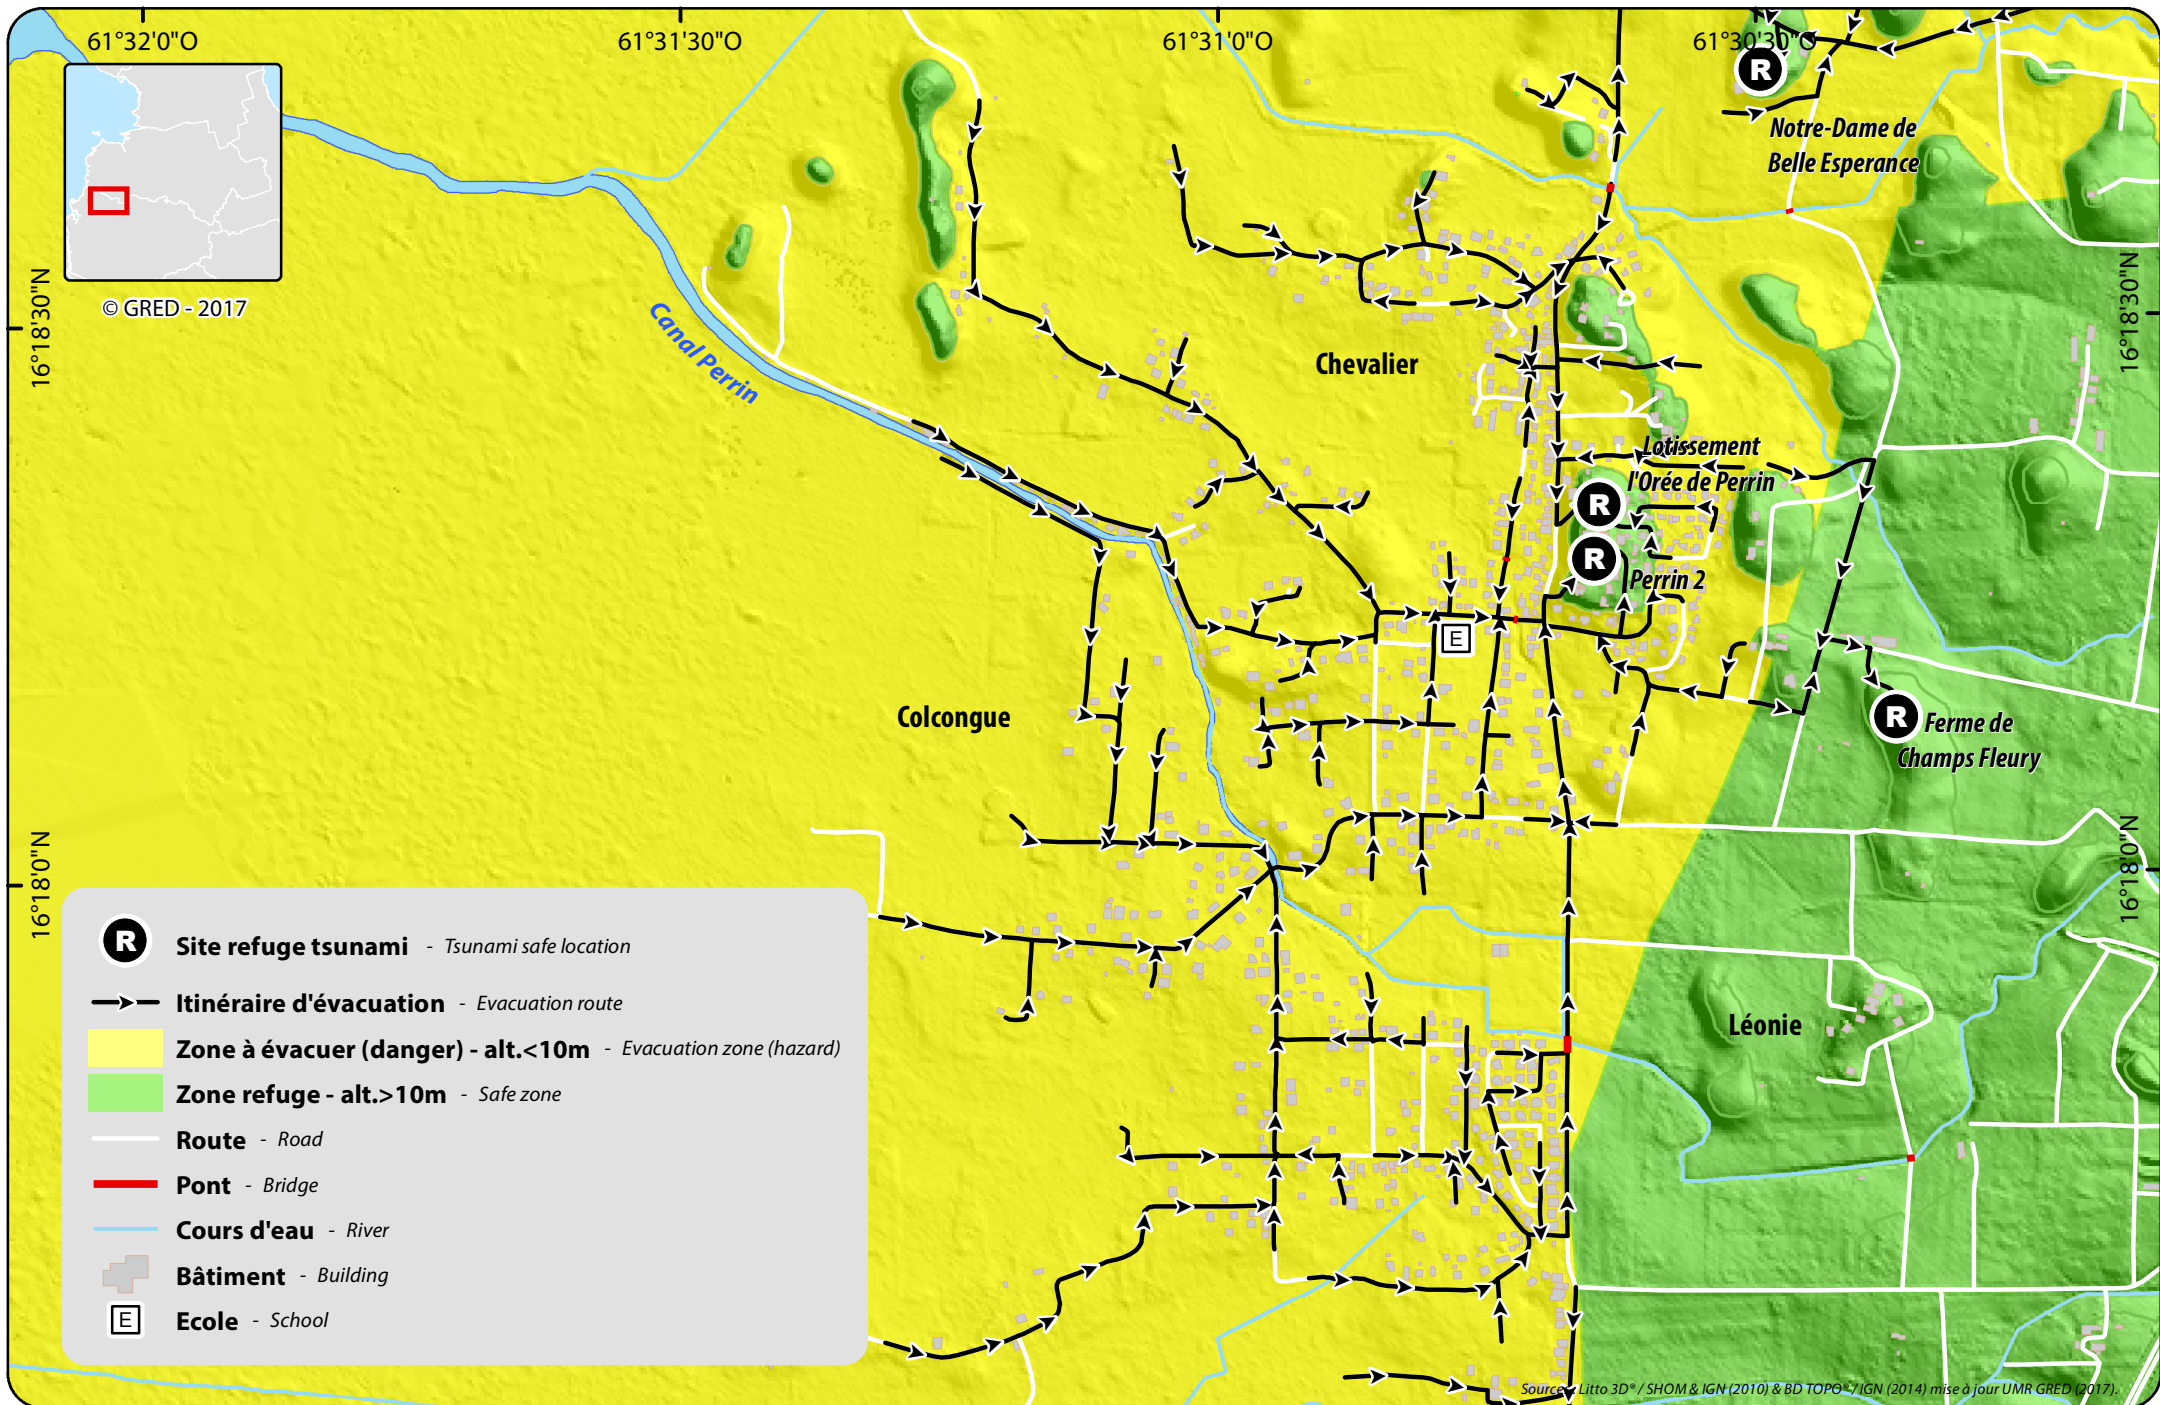 61°32'0"O
61°31'30"O
61°31'0"O
61°30'30"O
R
Notre-Dame de
Belle Esperance
16°18'30"N
16°18'30"N
© GRED - 2017
Canal Perrin
Chevalier
Lotissement
l'Orée de Perrin
R
R
Perrin 2
E
Colcongue
R
Ferme de
Champs Fleury
16°18'0"N
16°18'0"N
Léonie
R Site refuge tsunami - Tsunami safe location
Itinéraire d'évacuation - Evacuation route
Zone à évacuer (danger) - alt.<10m - Evacuation zone (hazard)
Zone refuge - alt.>10m - Safe zone
Route - Road
Pont - Bridge
Cours d'eau - River
Bâtiment - Building
E Ecole - School
Sources : Litto 3D® / SHOM & IGN (2010) & BD TOPO® / IGN (2014) mise à jour UMR GRED (2017).